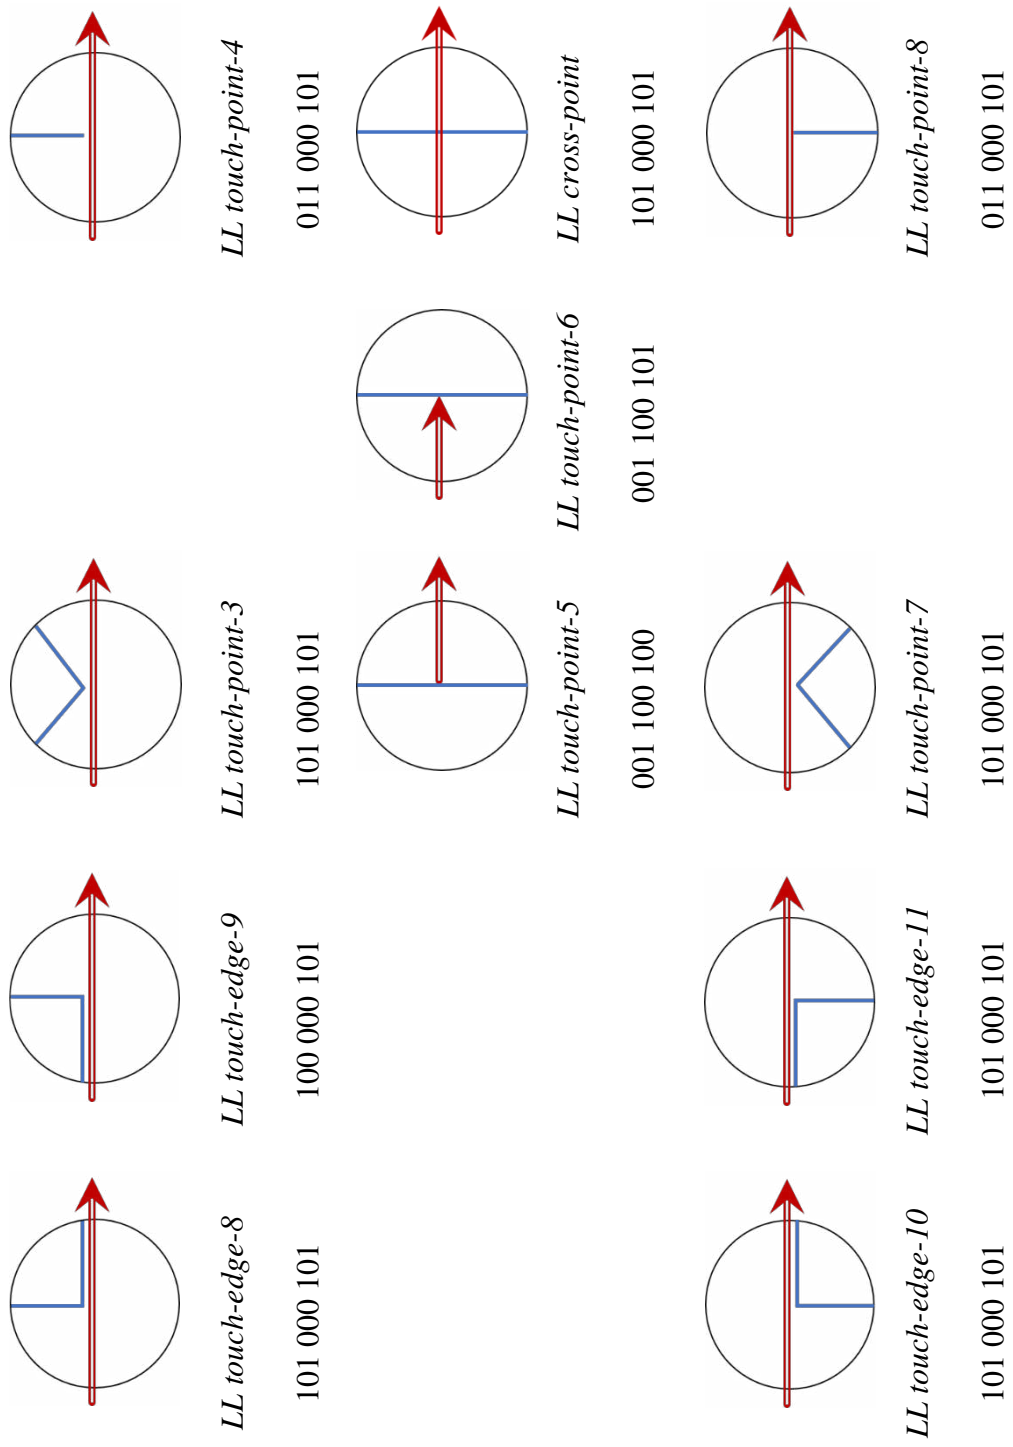 LL touch-edge-8
101 000 101
LL touch-edge-9
100 000 101
LL touch-point-3
101 000 101
LL touch-point-4
011 000 101
LL touch-point-5
001 100 100
LL touch-point-6
001 100 101
LL cross-point
101 000 101
LL touch-edge-10
101 000 101
LL touch-edge-11
101 000 101
LL touch-point-7
101 000 101
LL touch-point-8
011 000 101